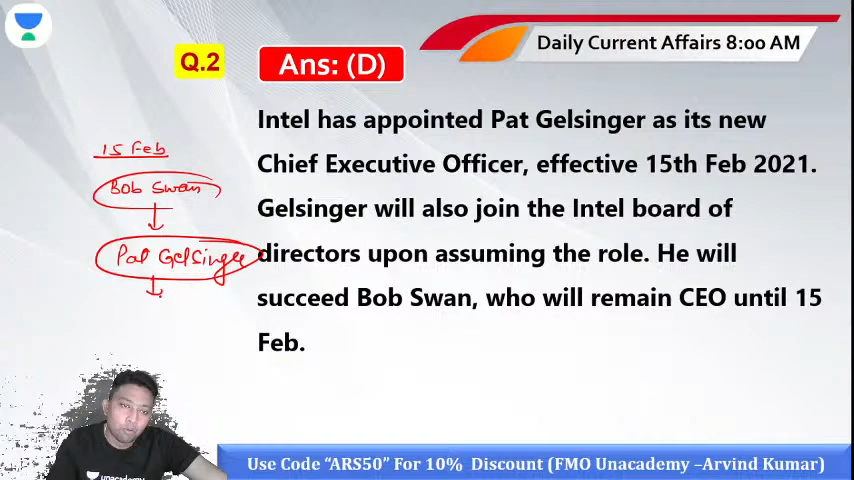 Daily Current Affairs 8:00 AM
Q.2
Ans: (D)
Intel has appointed Pat Gelsinger as its new
Chief Executive Officer, effective 15th Feb 2021.
Gelsinger will also join the Intel board of
directors upon assuming the role. He will
succeed Bob Swan, who will remain CEO until 15
Feb.
15 Feb
Bob Swan
Pat Gelsinger
unacademy
Use Code “ARS50” For 10% Discount (FMO Unacademy –Arvind Kumar)